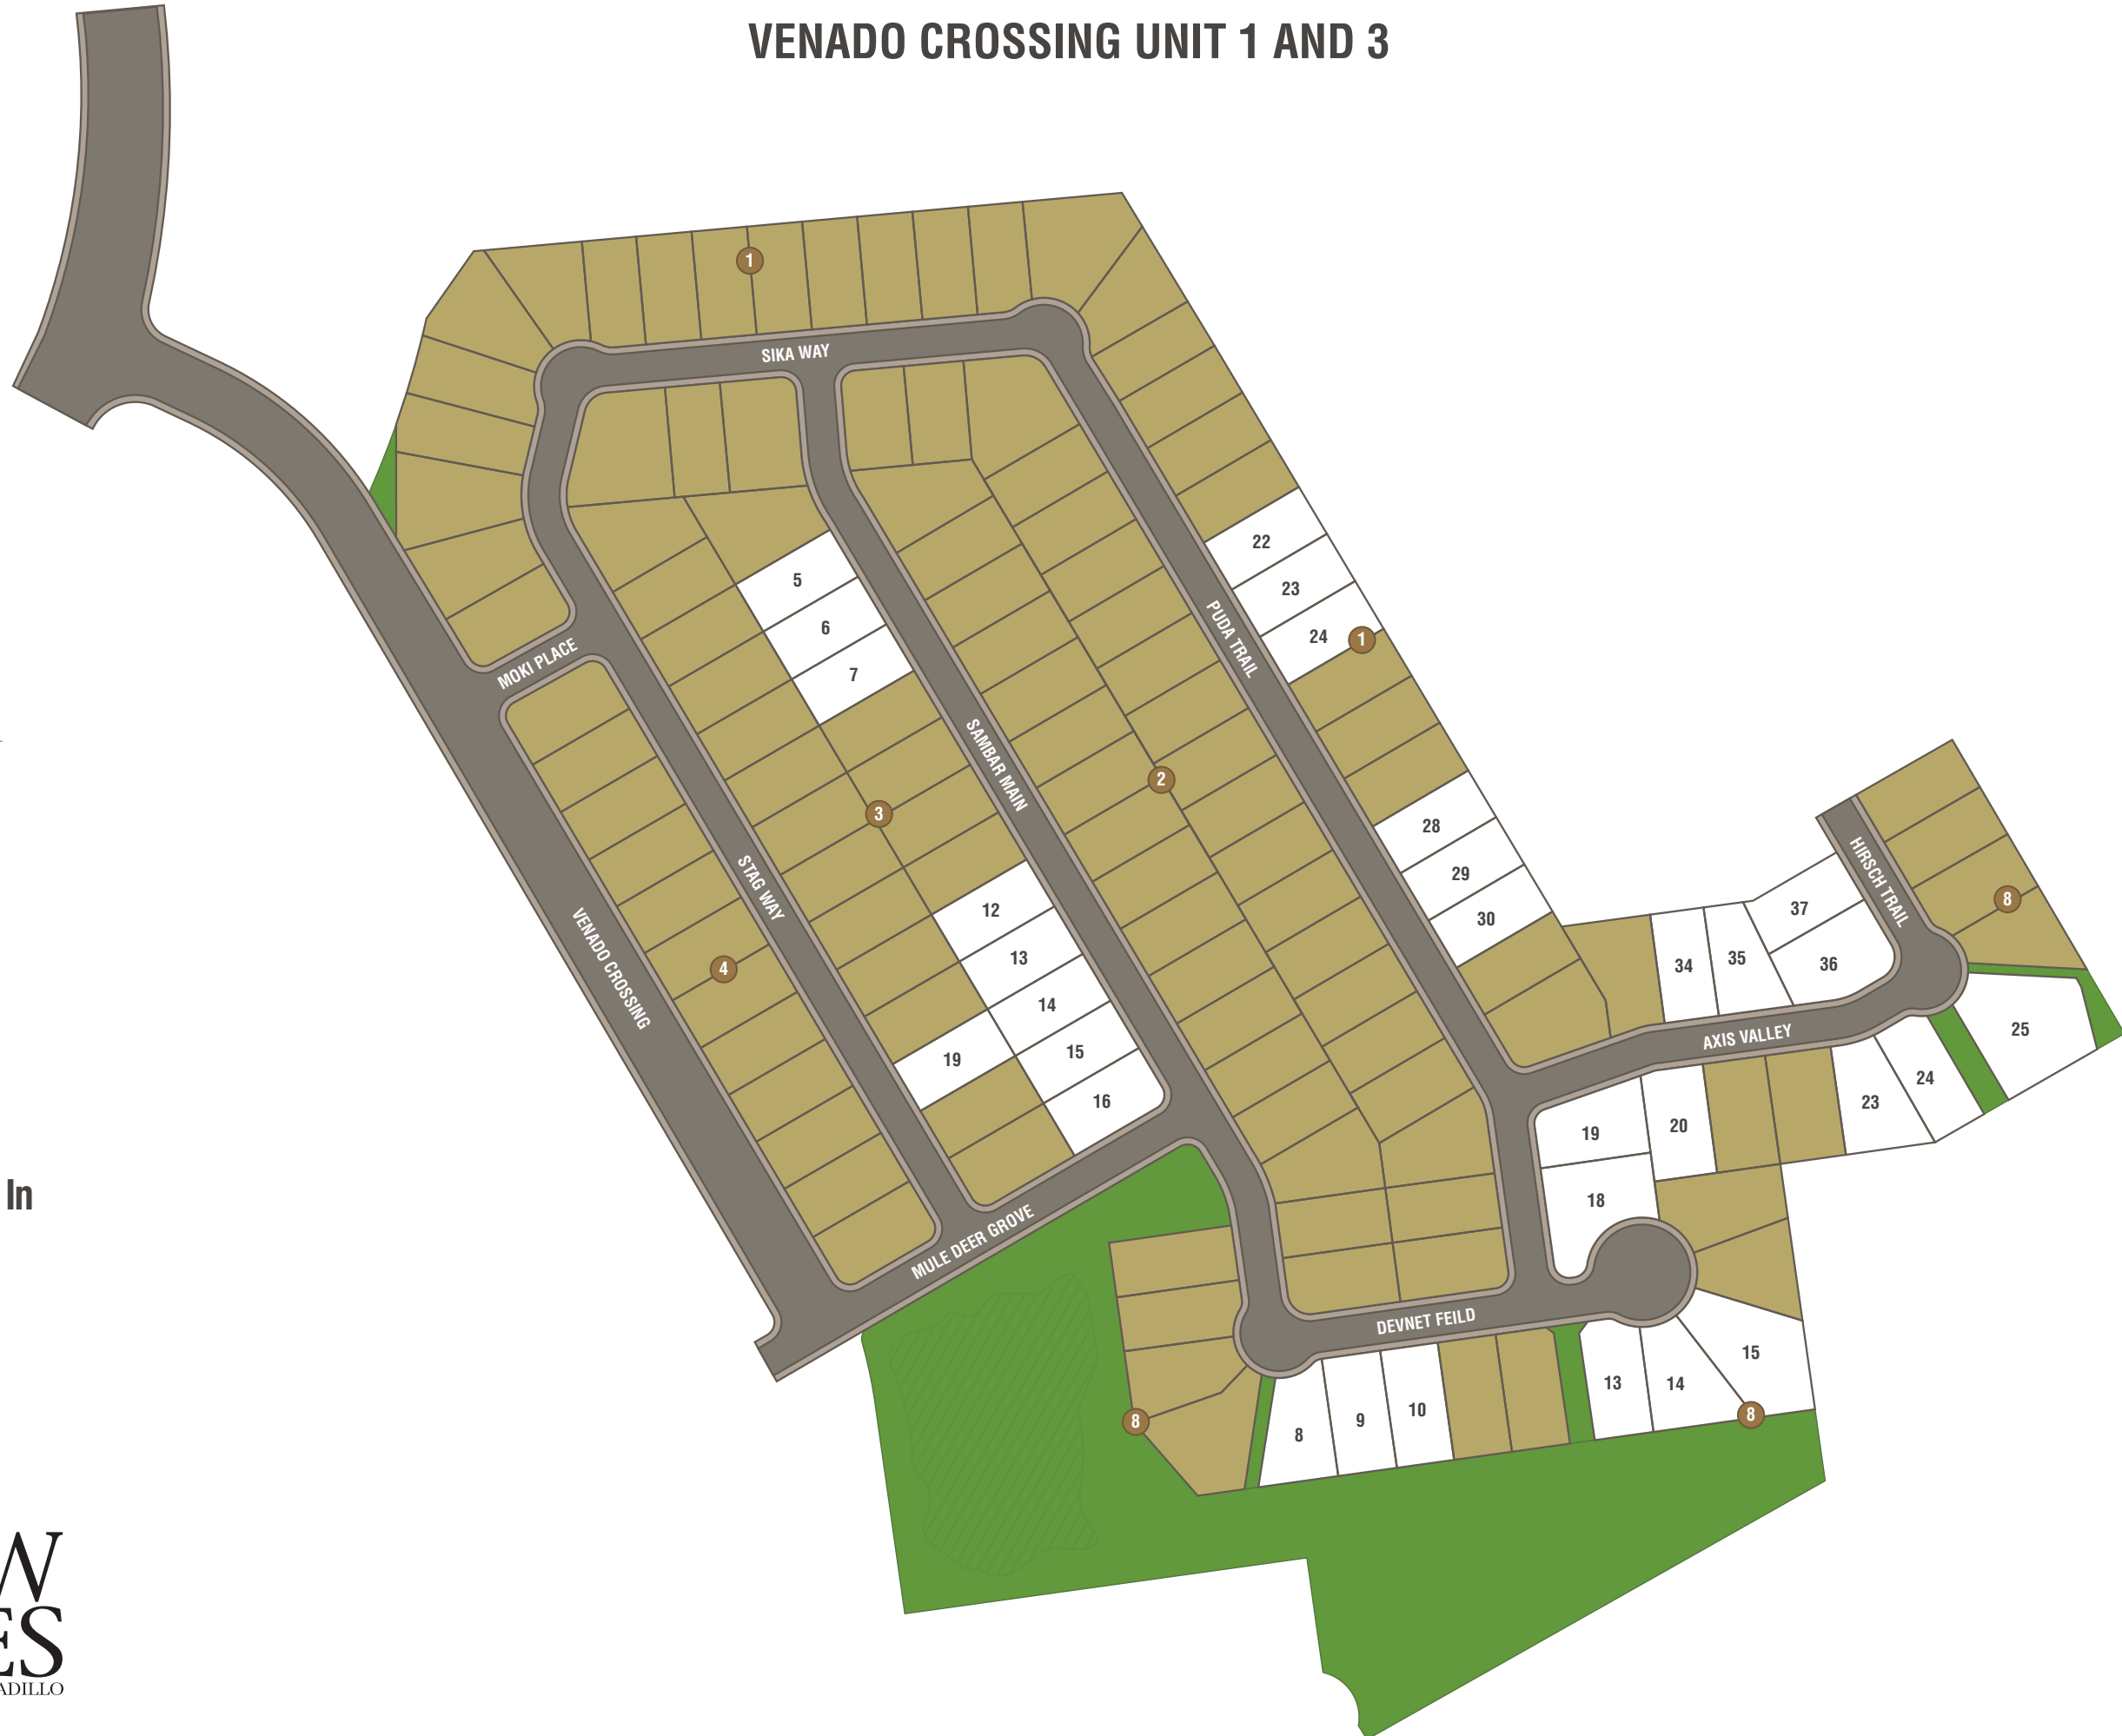 VENADO CROSSING UNIT 1 AND 3
1
SIKA WAY
22
5
23
6
24
1
PUDA TRAIL
MOKI PLACE
7
SAMBAR MAIN
2
3
28
29
STAG WAY
30
12
HIRSCH TRAIL
8
37
VENADO CROSSING
4
13
34
35
36
14
AXIS VALLEY
25
15
19
16
24
23
20
19
18
In
MULE DEER GROVE
DEVNET FEILD
15
13
14
8
8
9
10
8
W
ES
ADILLO